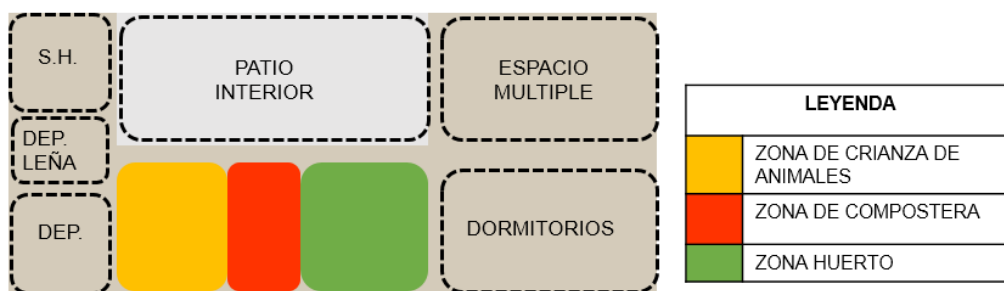 S.H.
PATIO
INTERIOR
ESPACIO
MULTIPLE
DEP.
LEÑA
DEP.
DORMITORIOS
LEYENDA
ZONA DE CRIANZA DE
ANIMALES
ZONA DE COMPOSTERA
ZONA HUERTO